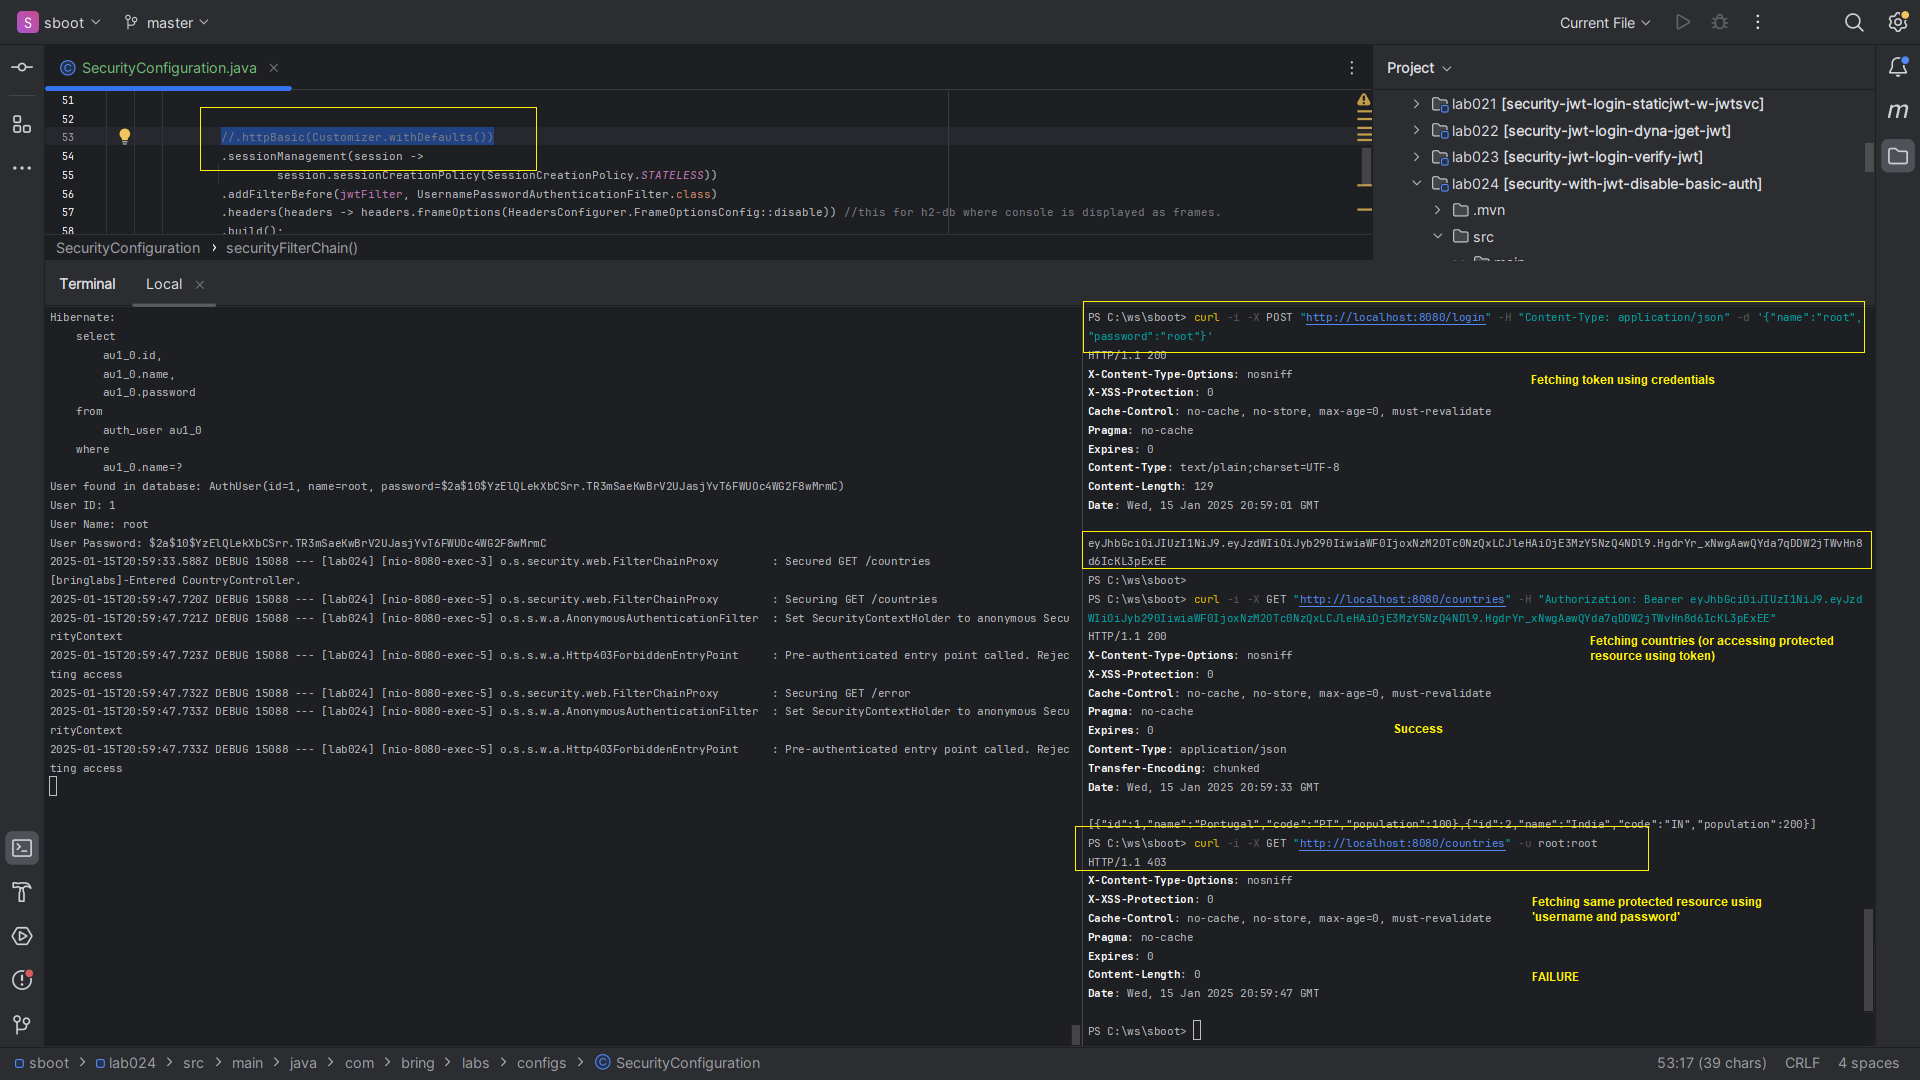 S sboot master Current File
SecurityConfiguration.java
Project
51
52
53 //.httpBasic(Customizer.withDefaults())
54 .sessionManagement(session ->
55 session.sessionCreationPolicy(SessionCreationPolicy.STATELESS))
56 .addFilterBefore(jwtFilter, UsernamePasswordAuthenticationFilter.class)
57 .headers(headers -> headers.frameOptions(HeadersConfigurer.FrameOptionsConfig::disable)) //this for h2-db where console is displayed as frames.
58 .build();
SecurityConfiguration › securityFilterChain()
lab021 [security-jwt-login-staticjwt-w-jwtsvc]
lab022 [security-jwt-login-dyna-jget-jwt]
lab023 [security-jwt-login-verify-jwt]
lab024 [security-with-jwt-disable-basic-auth]
.mvn
src
main
m
Terminal Local
Hibernate:
select
au1_0.id,
au1_0.name,
au1_0.password
from
auth_user au1_0
where
au1_0.name=?
User found in database: AuthUser(id=1, name=root, password=$2a$10$YzElQLekXbCSrr.TR3mSaeKwBrV2UJasjYvT6FWUOc4WG2F8wMrmC)
User ID: 1
User Name: root
User Password: $2a$10$YzElQLekXbCSrr.TR3mSaeKwBrV2UJasjYvT6FWUOc4WG2F8wMrmC
2025-01-15T20:59:33.588Z DEBUG 15088 --- [lab024] [nio-8080-exec-3] o.s.security.web.FilterChainProxy : Secured GET /countries
[bringlabs]-Entered CountryController.
2025-01-15T20:59:47.720Z DEBUG 15088 --- [lab024] [nio-8080-exec-5] o.s.security.web.FilterChainProxy : Securing GET /countries
2025-01-15T20:59:47.721Z DEBUG 15088 --- [lab024] [nio-8080-exec-5] o.s.s.w.a.AnonymousAuthenticationFilter : Set SecurityContextHolder to anonymous Secu
rityContext
2025-01-15T20:59:47.723Z DEBUG 15088 --- [lab024] [nio-8080-exec-5] o.s.s.w.a.Http403ForbiddenEntryPoint : Pre-authenticated entry point called. Rejec
ting access
2025-01-15T20:59:47.732Z DEBUG 15088 --- [lab024] [nio-8080-exec-5] o.s.security.web.FilterChainProxy : Securing GET /error
2025-01-15T20:59:47.733Z DEBUG 15088 --- [lab024] [nio-8080-exec-5] o.s.s.w.a.AnonymousAuthenticationFilter : Set SecurityContextHolder to anonymous Secu
rityContext
2025-01-15T20:59:47.733Z DEBUG 15088 --- [lab024] [nio-8080-exec-5] o.s.s.w.a.Http403ForbiddenEntryPoint : Pre-authenticated entry point called. Rejec
ting access
PS C:\ws\sboot> curl -i -X POST "http://localhost:8080/login" -H "Content-Type: application/json" -d '{"name":"root",
"password":"root"}'
HTTP/1.1 200
X-Content-Type-Options: nosniff
Fetching token using credentials
X-XSS-Protection: 0
Cache-Control: no-cache, no-store, max-age=0, must-revalidate
Pragma: no-cache
Expires: 0
Content-Type: text/plain;charset=UTF-8
Content-Length: 129
Date: Wed, 15 Jan 2025 20:59:01 GMT
eyJhbGciOiJIUzI1NiJ9.eyJzdWIiOiJyb290IiwiaWF0IjoxNzM2OTc0NzQxLCJleHAiOjE3MzY5NzQ4NDl9.HgdrYr_xNwgAawQYda7qDDW2jTWvHn8
d6IcKL3pExEE
PS C:\ws\sboot>
PS C:\ws\sboot> curl -i -X GET "http://localhost:8080/countries" -H "Authorization: Bearer eyJhbGciOiJIUzI1NiJ9.eyJzd
WIiOiJyb290IiwiaWF0IjoxNzM2OTc0NzQxLCJleHAiOjE3MzY5NzQ4NDl9.HgdrYr_xNwgAawQYda7qDDW2jTWvHn8d6IcKL3pExEE"
HTTP/1.1 200
Fetching countries (or accessing protected
resource using token)
X-Content-Type-Options: nosniff
X-XSS-Protection: 0
Cache-Control: no-cache, no-store, max-age=0, must-revalidate
Pragma: no-cache
Expires: 0
Success
Content-Type: application/json
Transfer-Encoding: chunked
Date: Wed, 15 Jan 2025 20:59:33 GMT
[{"id":1,"name":"Portugal","code":"PT","population":100},{"id":2,"name":"India","code":"IN","population":200}]
PS C:\ws\sboot> curl -i -X GET "http://localhost:8080/countries" -u root:root
HTTP/1.1 403
X-Content-Type-Options: nosniff
X-XSS-Protection: 0
Fetching same protected resource using
'username and password'
Cache-Control: no-cache, no-store, max-age=0, must-revalidate
Pragma: no-cache
Expires: 0
Content-Length: 0
FAILURE
Date: Wed, 15 Jan 2025 20:59:47 GMT
PS C:\ws\sboot>
sboot > lab024 > src > main > java > com > bring > labs > configs > SecurityConfiguration
53:17 (39 chars) CRLF 4 spaces